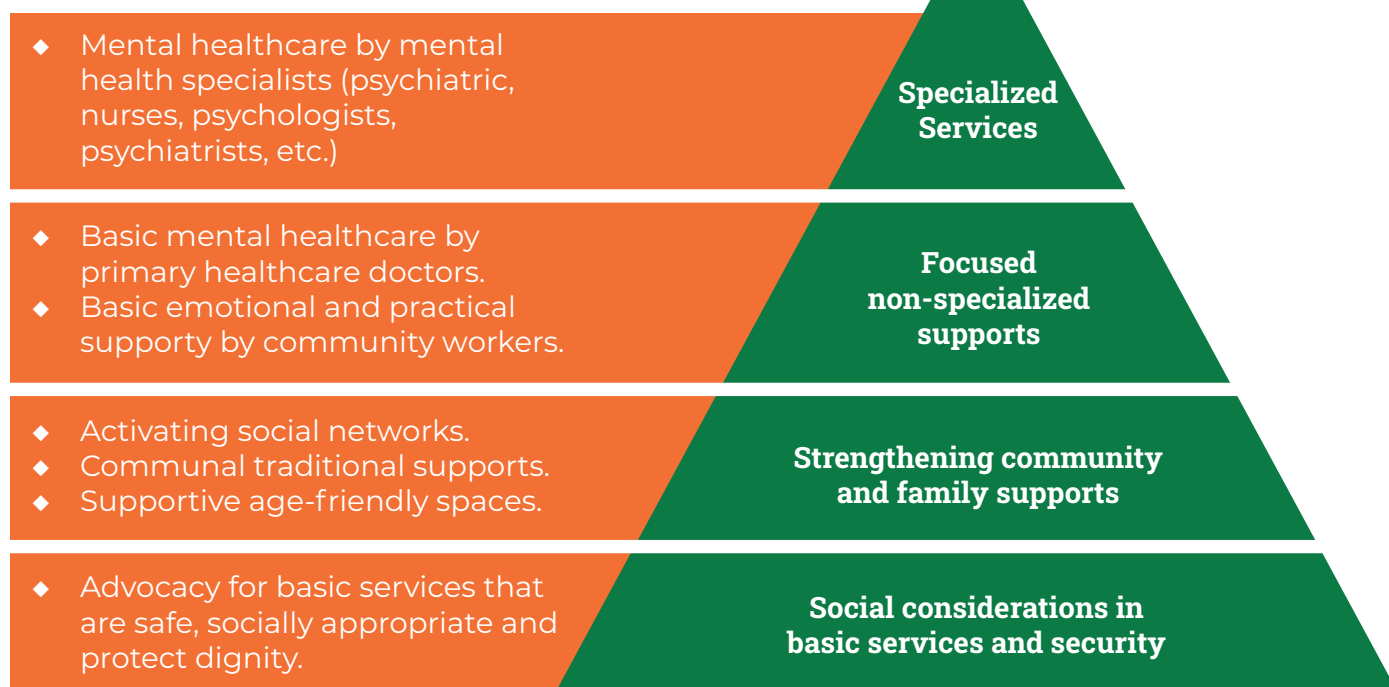 ◆ Mental healthcare by mental
health specialists (psychiatric,
nurses, psychologists,
psychiatrists, etc.)
Specialized
Services
◆ Basic mental healthcare by
primary healthcare doctors.
◆ Basic emotional and practical
supporty by community workers.
Focused
non-specialized
supports
◆ Activating social networks.
◆ Communal traditional supports.
◆ Supportive age-friendly spaces.
Strengthening community
and family supports
◆ Advocacy for basic services that
are safe, socially appropriate and
protect dignity.
Social considerations in
basic services and security